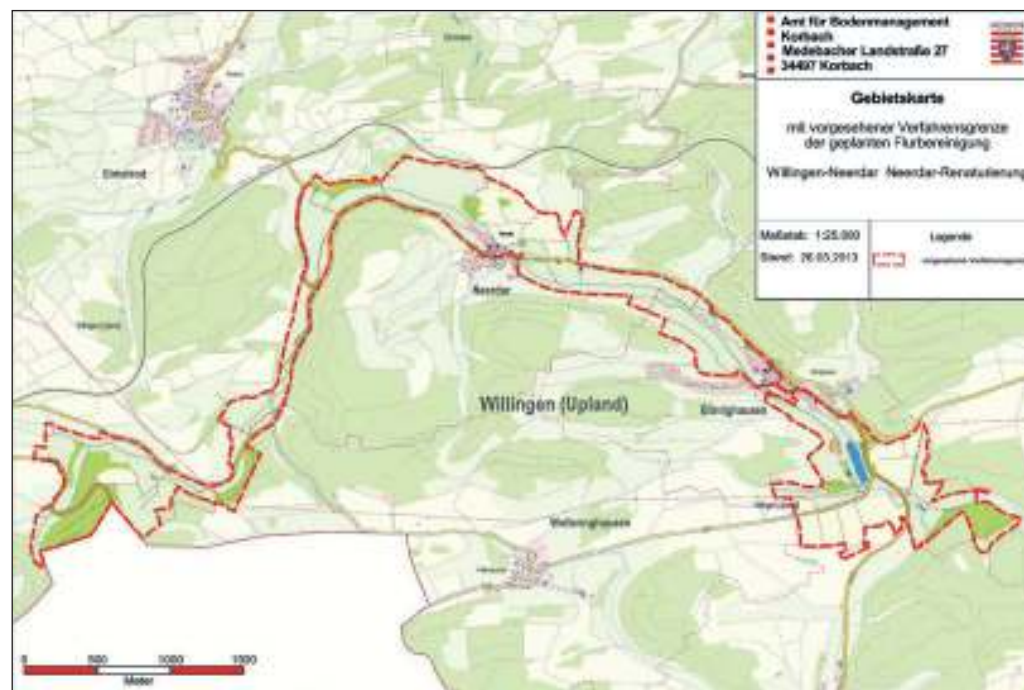 Amt für Bodenmanagement
Korbach
Medebacher Landstraße 27
34497 Korbach
Gebietskarte
mit vorgesehener Verfahrensgrenze
der geplanten Flurbereinigung
Willingen-Neerdar Neerdar-Renaturierung
Maßstab: 1:25.000
Stand: 26.03.2013
Legende
vorgesehene Verfahrensgrenze
Neerdar
Willingen (Upland)
Welleringhausen
0 500 1000 1500
Meter